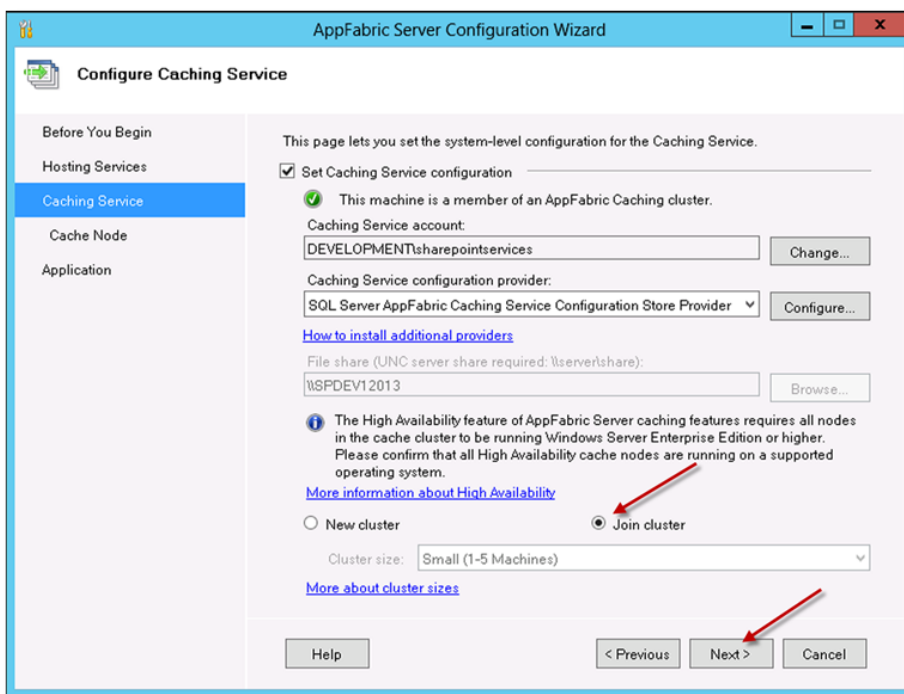 AppFabric Server Configuration Wizard
Configure Caching Service
Before You Begin
Hosting Services
Caching Service
Cache Node
Application
This page lets you set the system-level configuration for the Caching Service.
Set Caching Service configuration
This machine is a member of an AppFabric Caching cluster.
Caching Service account:
DEVELOPMENT\sharepointservices
Change...
Caching Service configuration provider:
SQL Server AppFabric Caching Service Configuration Store Provider
Configure...
How to install additional providers
File share (UNC server share required: \\server\share):
\\SPDEV12013
Browse...
The High Availability feature of AppFabric Server caching features requires all nodes
in the cache cluster to be running Windows Server Enterprise Edition or higher.
Please confirm that all High Availability cache nodes are running on a supported
operating system.
More information about High Availability
New cluster
Join cluster
Cluster size:
Small (1-5 Machines)
More about cluster sizes
Help
< Previous
Next >
Cancel